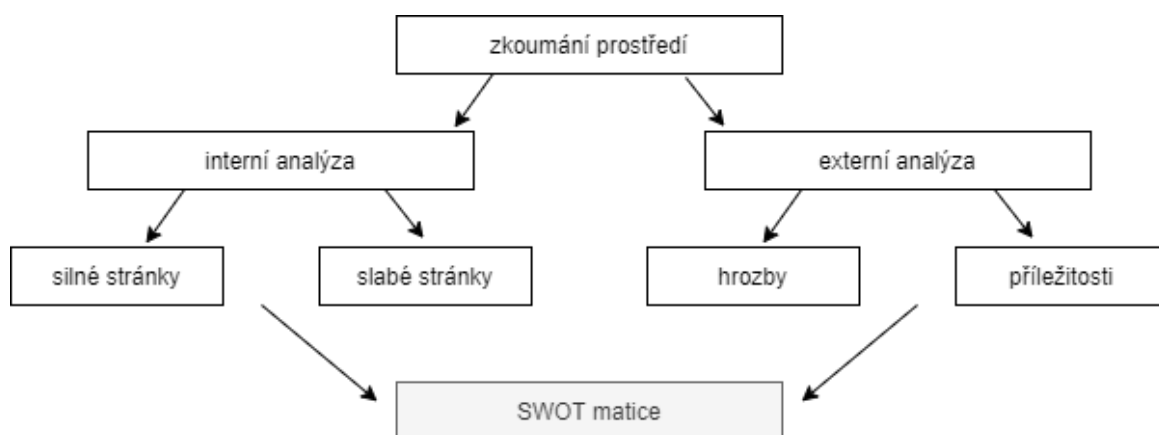 zkoumání prostředí
interní analýza
externí analýza
silné stránky
slabé stránky
hrozby
příležitosti
SWOT matice